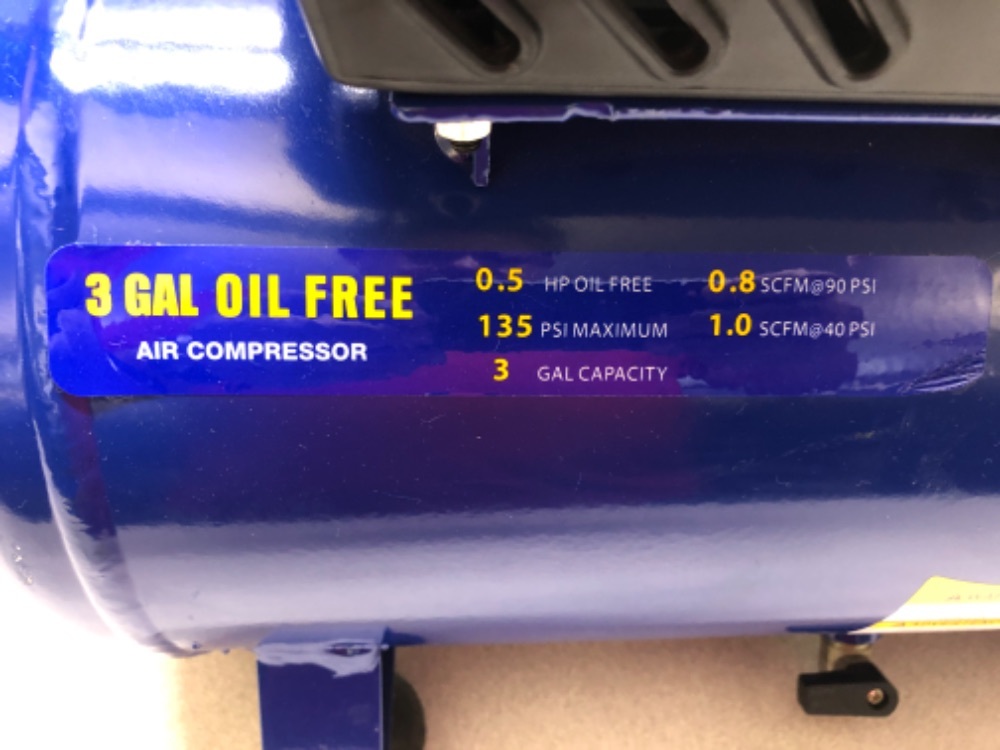 3 GAL OIL FREE
AIR COMPRESSOR
0.5 HP OIL FREE
135 PSI MAXIMUM
3 GAL CAPACITY
0.8 SCFM@90 PSI
1.0 SCFM@40 PSI